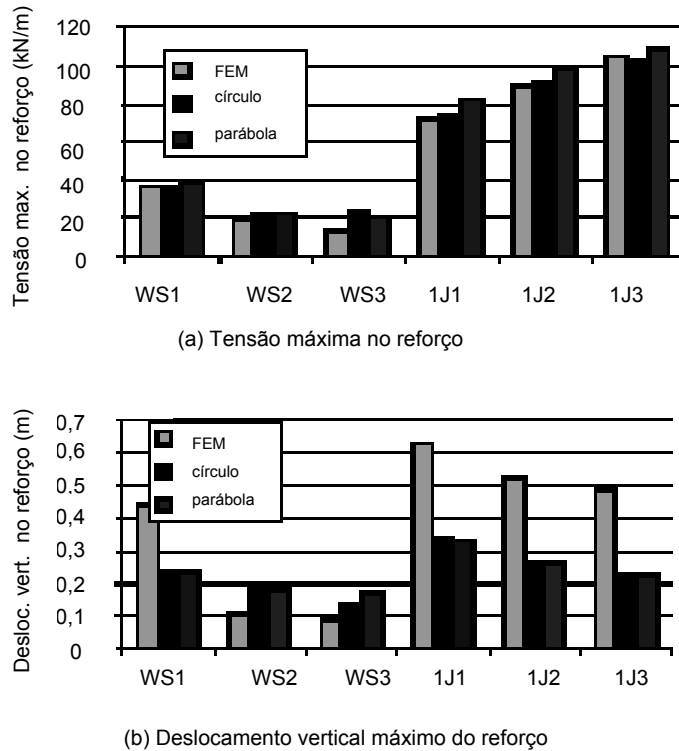 Tensão max. no reforço (kN/m)
120
100
80
60
40
20
0
FEM
círculo
parábola
WS1 WS2 WS3 1J1 1J2 1J3
(a) Tensão máxima no reforço
Desloc. vert. no reforço (m)
0,7
0,6
0,5
0,4
0,3
0,2
0,1
0
FEM
círculo
parábola
WS1 WS2 WS3 1J1 1J2 1J3
(b) Deslocamento vertical máximo do reforço